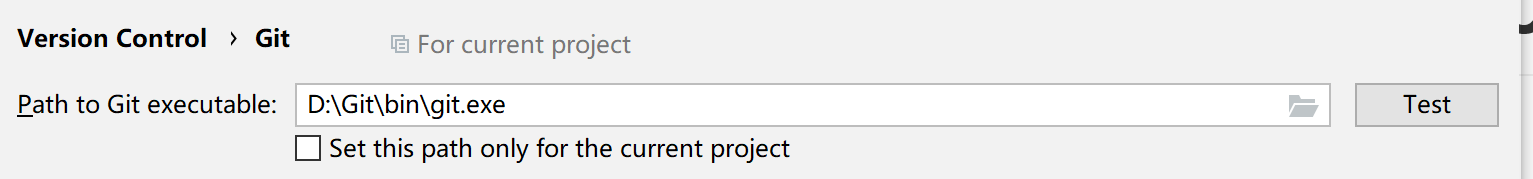 Version Control › Git For current project
Path to Git executable: D:\Git\bin\git.exe Test
Set this path only for the current project